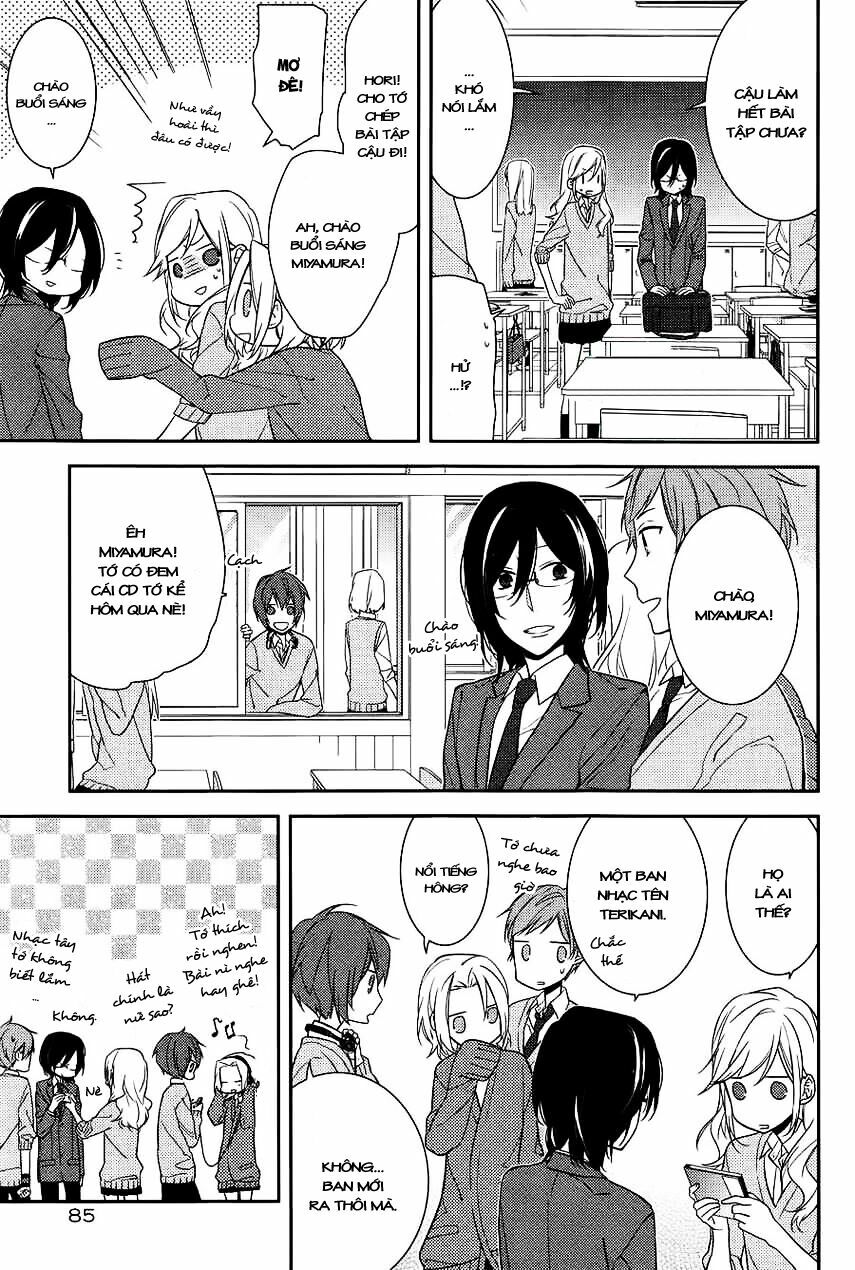 CẬU LÀM
HẾT BÀI
TẬP CHƯA?
...
KHÓ
NÓI LẮM
...
HỬ
...!?
HORI!
CHO TỚ
CHÉP
BÀI TẬP
CẬU ĐI!
MƠ
ĐÊ!
AH, CHÀO
BUỔI SÁNG
MIYAMURA!
Như vầy
hoài thì
đâu có được!
CHÀO
BUỔI SÁNG
...
CHÀO,
MIYAMURA!
Chào
buổi sáng!
Cạch
ÊH
MIYAMURA!
TỚ CÓ ĐEM
CÁI CD TỚ KỂ
HÔM QUA NÈ!
HỌ
LÀ AI
THẾ?
MỘT BAN
NHẠC TÊN
TERIKANI.
Chắc
thế
Tớ chưa
nghe bao
giờ
NỔI TIẾNG
HÔNG?
KHÔNG...
BAN MỚI
RA THÔI MÀ.
Ah!
Tớ thích
rồi nghen!
Bài nì nghe
hay ghê!
Hát
chính là
nữ sao?
Nè
Không.
Nhạc tây
tớ không
biết lắm
...
85